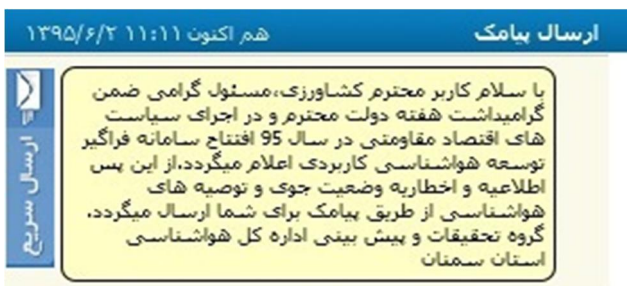 ارسال پیامک
هم اکنون ۱۱:۱۱ ۱۳۹۵/۶/۲
با سلام کاربر محترم کشاورزی،مسئول گرامی ضمن
گرامیداشت هفته دولت محترم و در اجرای سیاست
های اقتصاد مقاومتی در سال 95 افتتاح سامانه فراگیر
توسعه هواشناسی کاربردی اعلام میگردد.از این پس
اطلاعیه و اخطاریه وضعیت جوی و توصیه های
هواشناسی از طریق پیامک برای شما ارسال میگردد.
گروه تحقیقات و پیش بینی اداره کل هواشناسی
استان سمنان
ارسال سریع